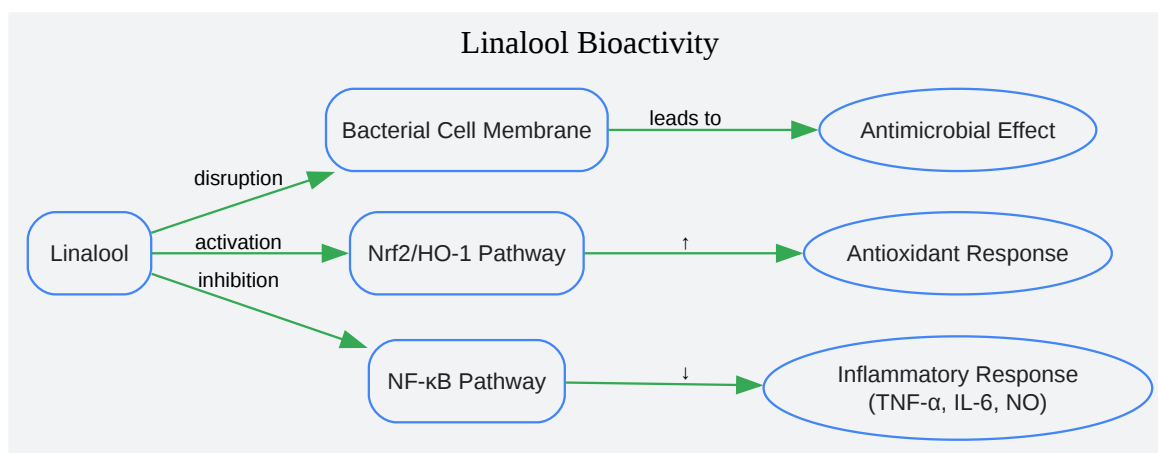 Linalool Bioactivity
Bacterial Cell Membrane
leads to
Antimicrobial Effect
disruption
Linalool
activation
Nrf2/HO-1 Pathway
↑
Antioxidant Response
inhibition
NF-κB Pathway
↓
Inflammatory Response
(TNF-α, IL-6, NO)